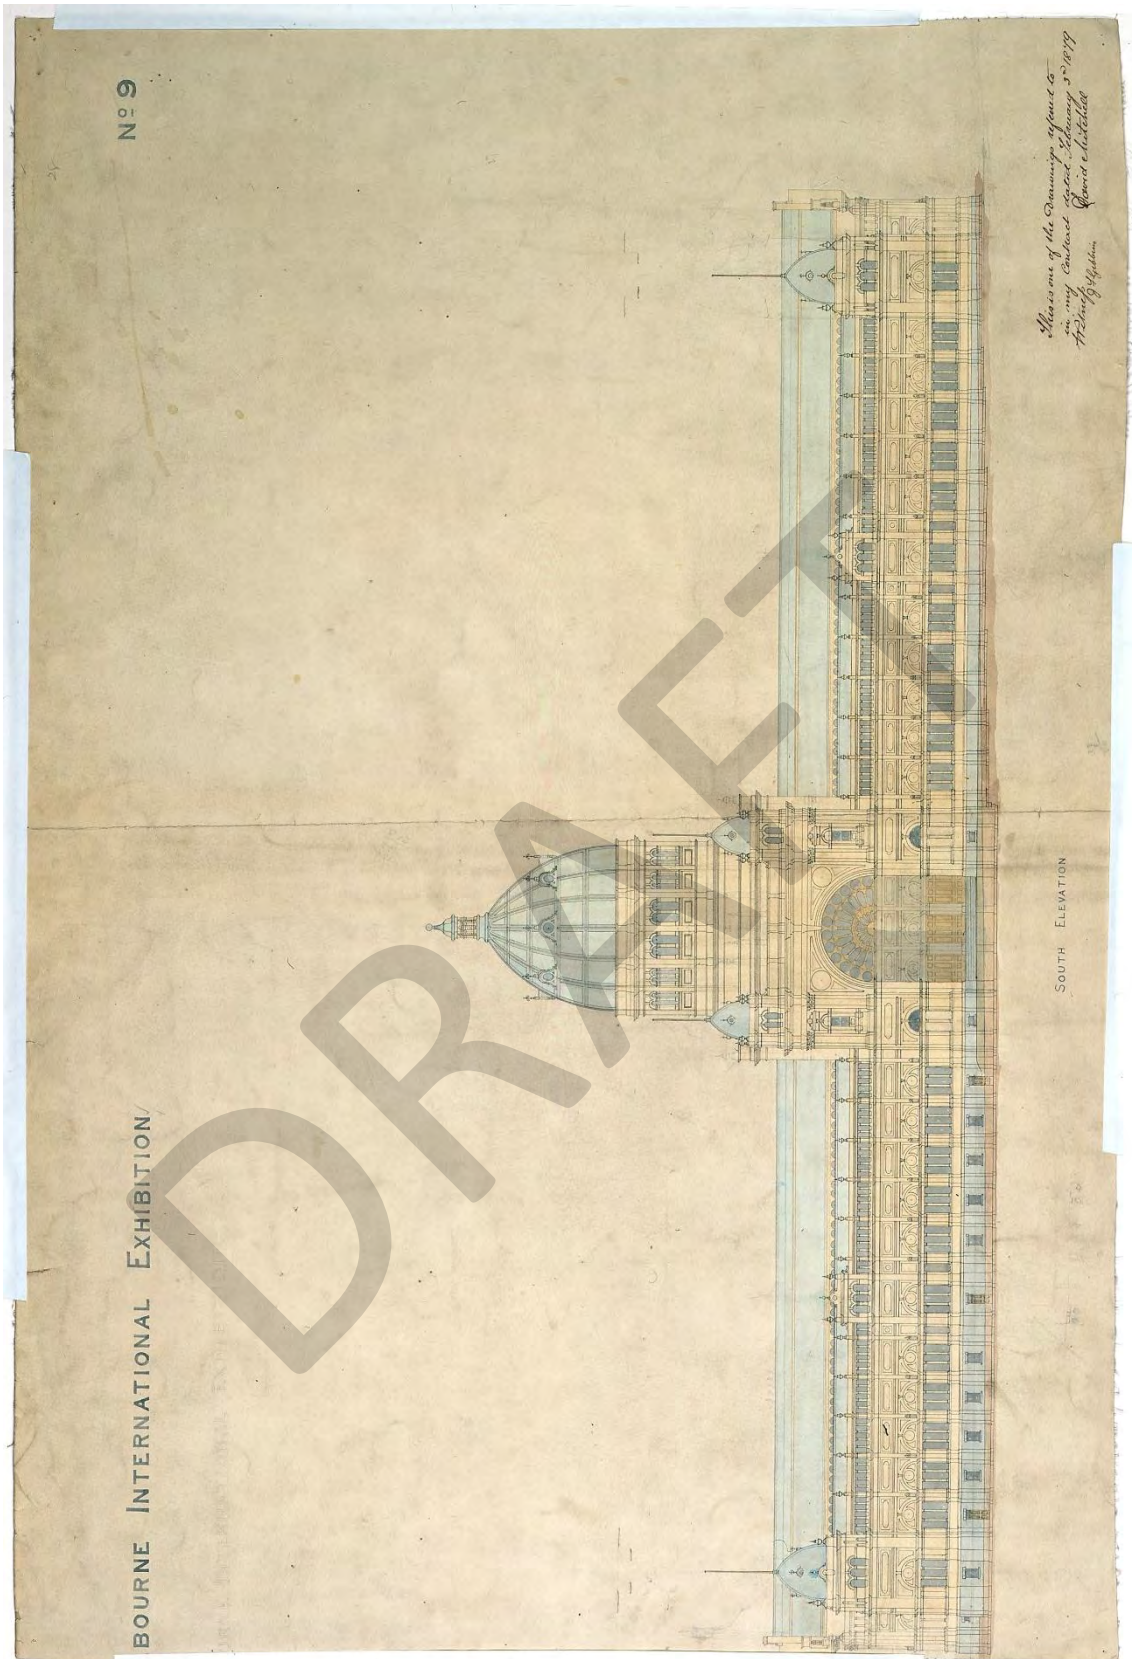 BOURNE INTERNATIONAL EXHIBITION
Nº 9
DRAFT
SOUTH ELEVATION
This is one of the Drawings referred to
in my Contract dated February 3rd 1879
Witness David Mitchell